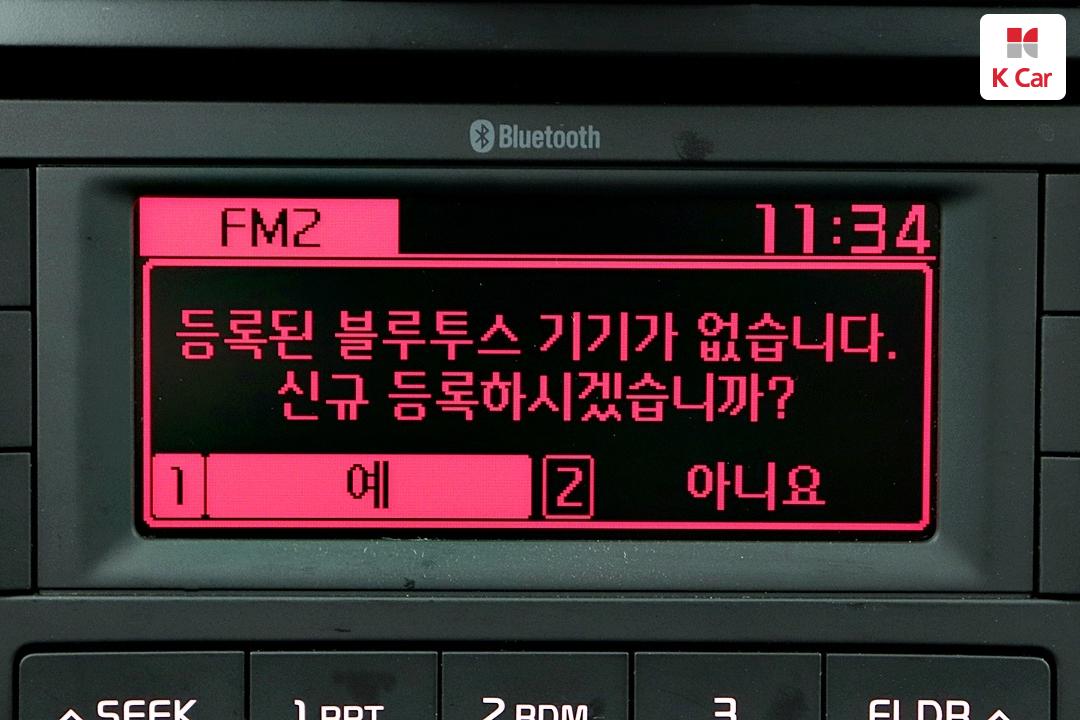 K Car
Bluetooth
FM2 11:34
등록된 블루투스 기기가 없습니다.
신규 등록하시겠습니까?
1 예 2 아니요
SEEK 1 RPT 2 RDM 3 FLDR